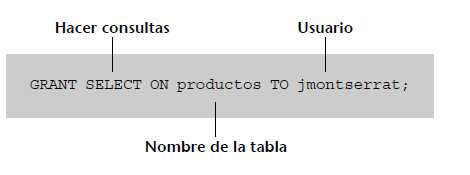 Hacer consultas Usuario
GRANT SELECT ON productos TO jmontserrat;
Nombre de la tabla